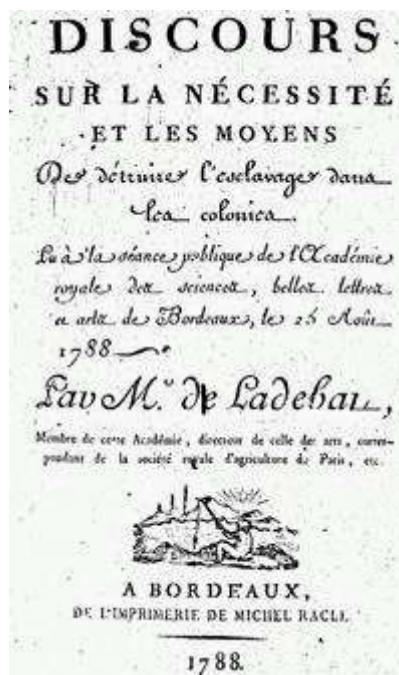 DISCOURS
SUR LA NÉCESSITÉ
ET LES MOYENS
De détruire l'esclavage dans
les colonies.
Lu à la séance publique de l'Académie
royale des sciences, belles lettres
et arts de Bordeaux, le 25 Août
1788
Par M.r de Ladebat,
Membre de cette Académie, directeur de celle des arts, corres-
pondant de la société royale d'agriculture de Paris, etc.
A BORDEAUX,
DE L'IMPRIMERIE DE MICHEL RACLE.
1788.